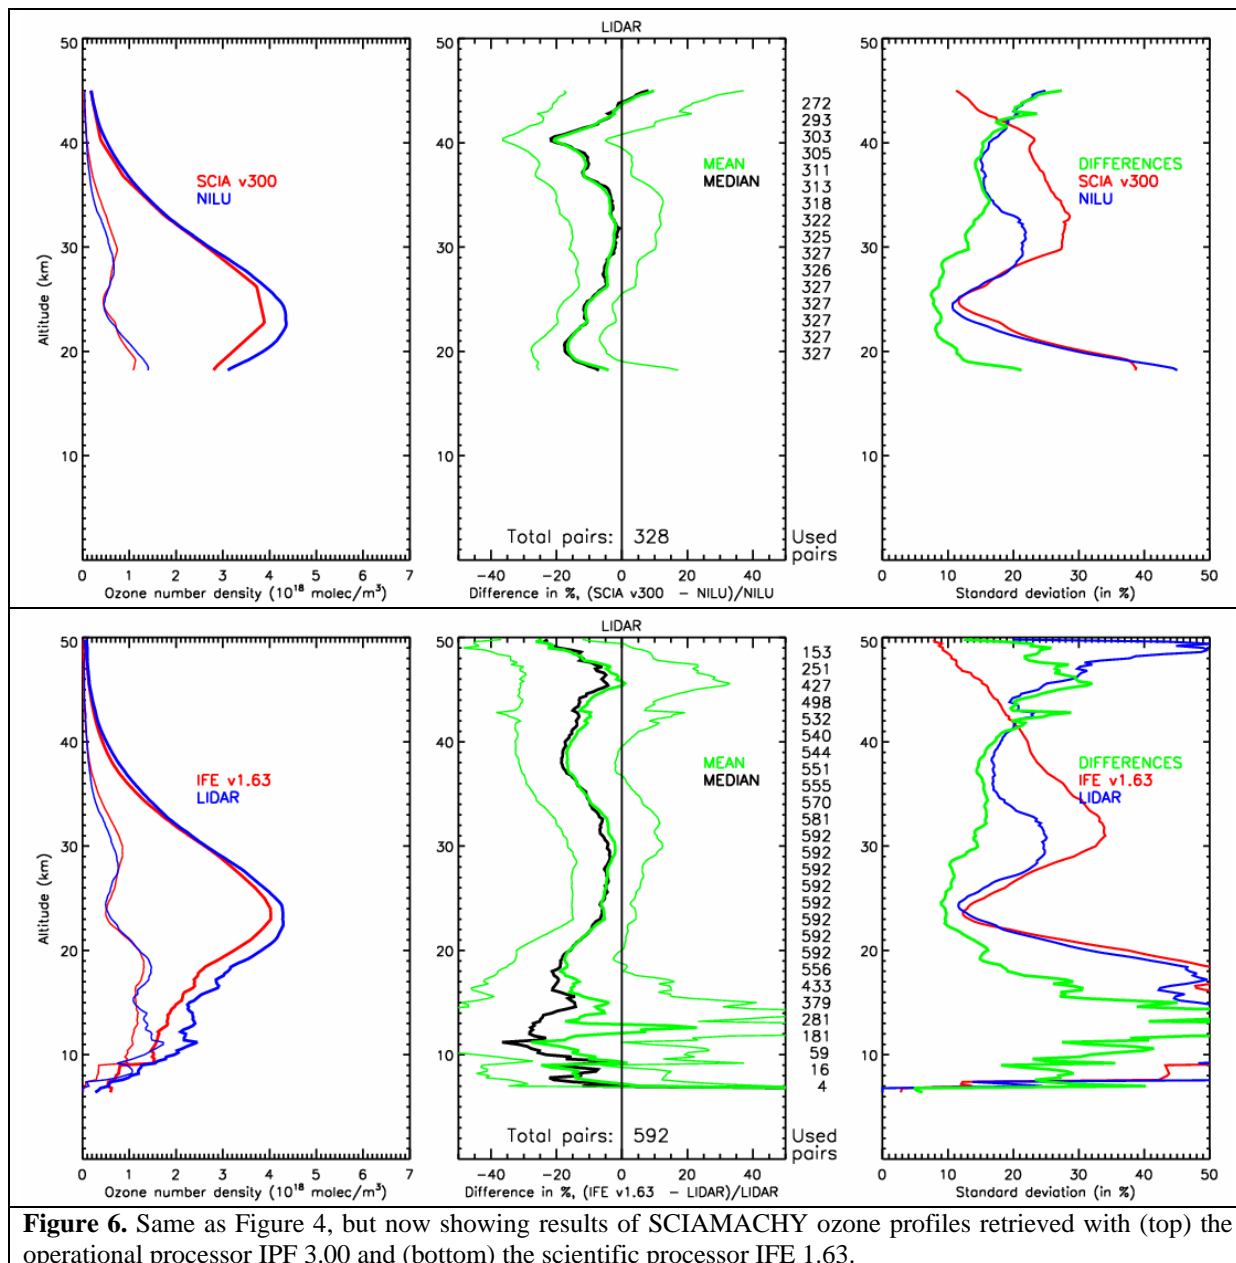 LIDAR
50
40
30
20
10
Altitude (km)
SCIA v300
NILU
0 1 2 3 4 5 6 7
Ozone number density (10¹⁸ molec/m³)
50
40
30
20
10
MEAN
MEDIAN
Total pairs: 328
−40 −20 0 20 40
Difference in %, (SCIA v300 − NILU)/NILU
272
293
303
305
311
313
318
322
325
327
326
327
327
327
327
327
Used
pairs
50
40
30
20
10
DIFFERENCES
SCIA v300
NILU
0 10 20 30 40 50
Standard deviation (in %)
LIDAR
50
40
30
20
10
Altitude (km)
IFE v1.63
LIDAR
0 1 2 3 4 5 6 7
Ozone number density (10¹⁸ molec/m³)
50
40
30
20
10
MEAN
MEDIAN
Total pairs: 592
−40 −20 0 20 40
Difference in %, (IFE v1.63 − LIDAR)/LIDAR
153
251
427
498
532
540
544
551
555
570
581
592
592
592
592
592
592
592
592
556
433
379
281
181
59
16
4
Used
pairs
50
40
30
20
10
DIFFERENCES
IFE v1.63
LIDAR
0 10 20 30 40 50
Standard deviation (in %)
Figure 6. Same as Figure 4, but now showing results of SCIAMACHY ozone profiles retrieved with (top) the
operational processor IPF 3.00 and (bottom) the scientific processor IFE 1.63.